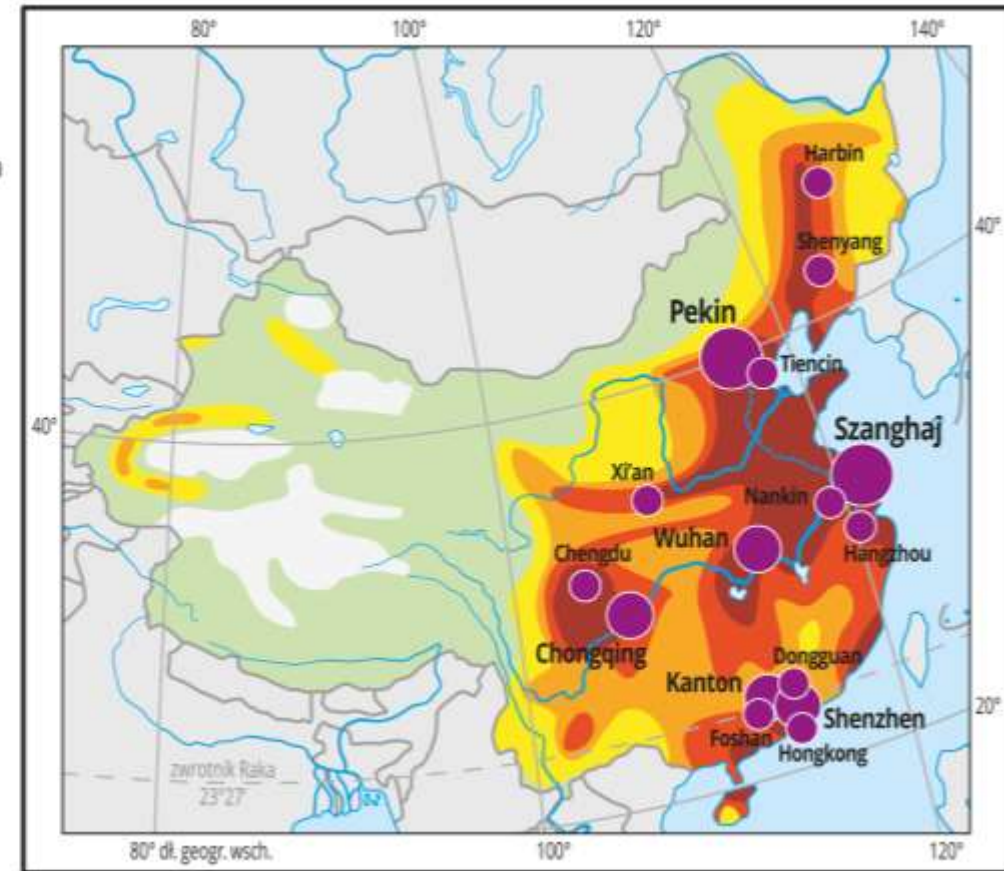 80°
100°
120°
140°
Harbin
40°
Shenyang
Pekin
Tiencin
40°
Szanghaj
Xi'an
Nankin
Wuhan
Hangzhou
Chengdu
Chongqing
Dongguan
Kanton
Shenzhen
20°
Foshan
Hongkong
zwrotnik Raka
23°27'
80° dł. geogr. wsch.
100°
120°